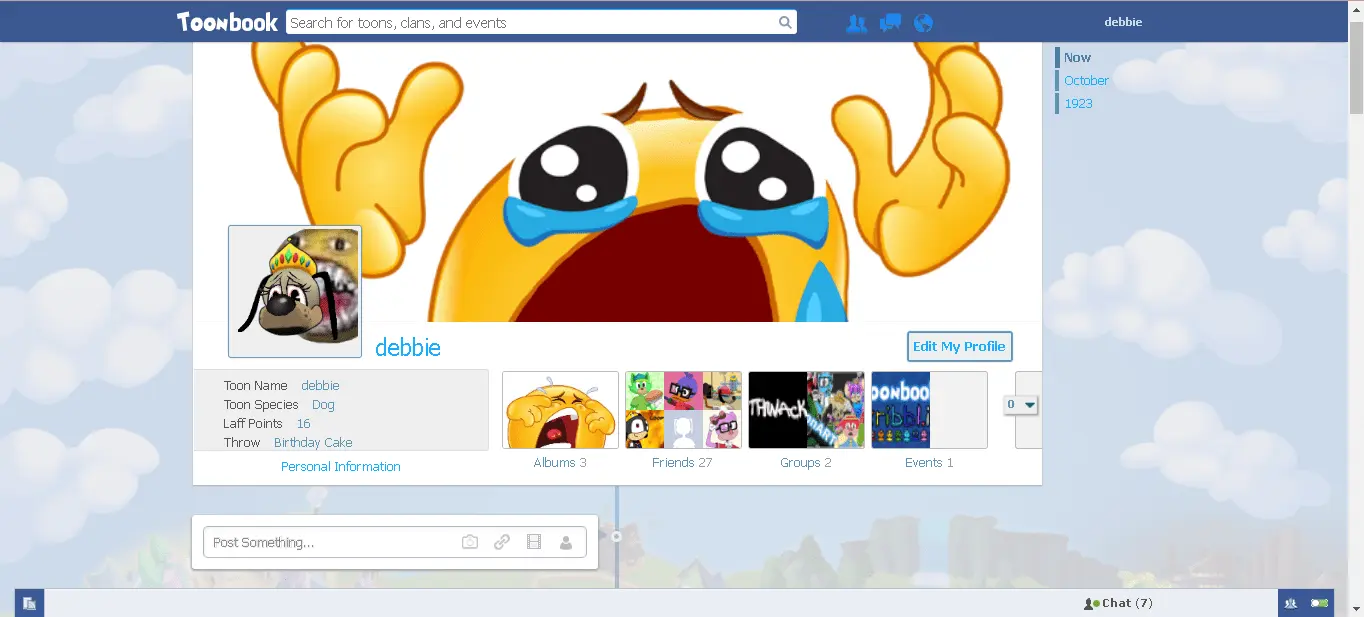 Toonbook
Search for toons, clans, and events
debbie
Now
October
1923
debbie
Edit My Profile
Toon Name debbie
Toon Species Dog
Laff Points 16
Throw Birthday Cake
Personal Information
THWACK
0
Albums 3
Friends 27
Groups 2
Events 1
Post Something...
Chat (7)